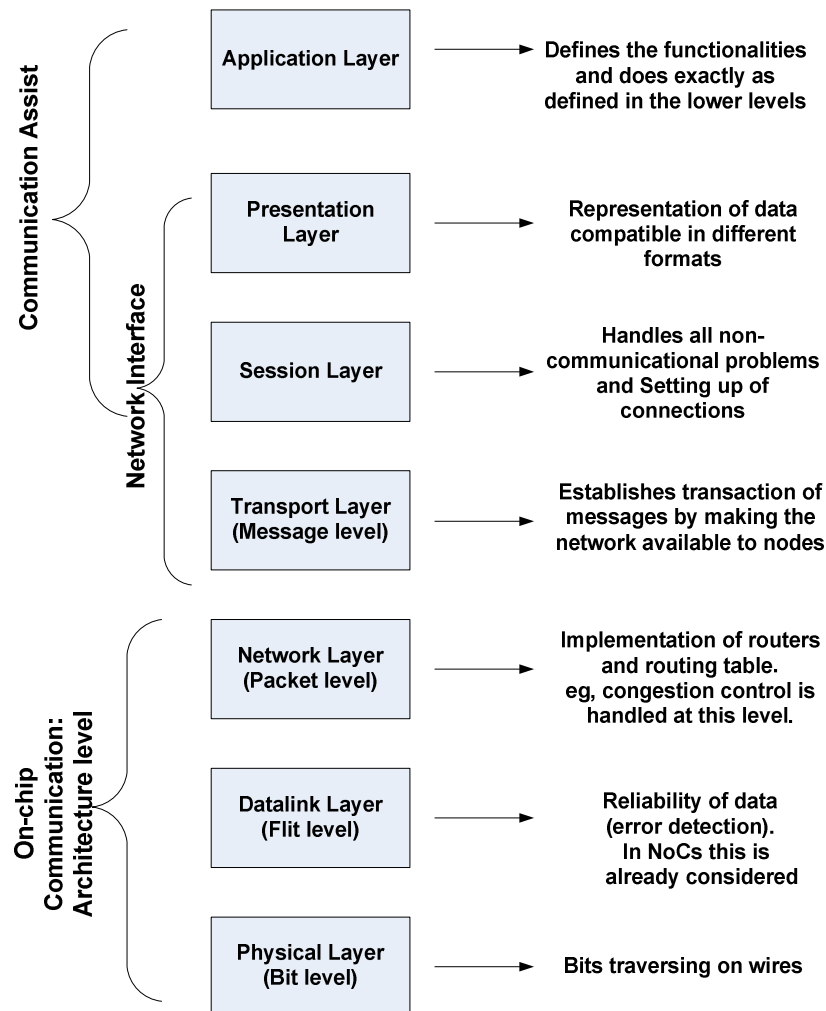 Communication Assist
Network Interface
On-chip
Communication:
Architecture level
Application Layer
Defines the functionalities
and does exactly as
defined in the lower levels
Presentation
Layer
Representation of data
compatible in different
formats
Session Layer
Handles all non-
communicational problems
and Setting up of
connections
Transport Layer
(Message level)
Establishes transaction of
messages by making the
network available to nodes
Network Layer
(Packet level)
Implementation of routers
and routing table.
eg, congestion control is
handled at this level.
Datalink Layer
(Flit level)
Reliability of data
(error detection).
In NoCs this is
already considered
Physical Layer
(Bit level)
Bits traversing on wires